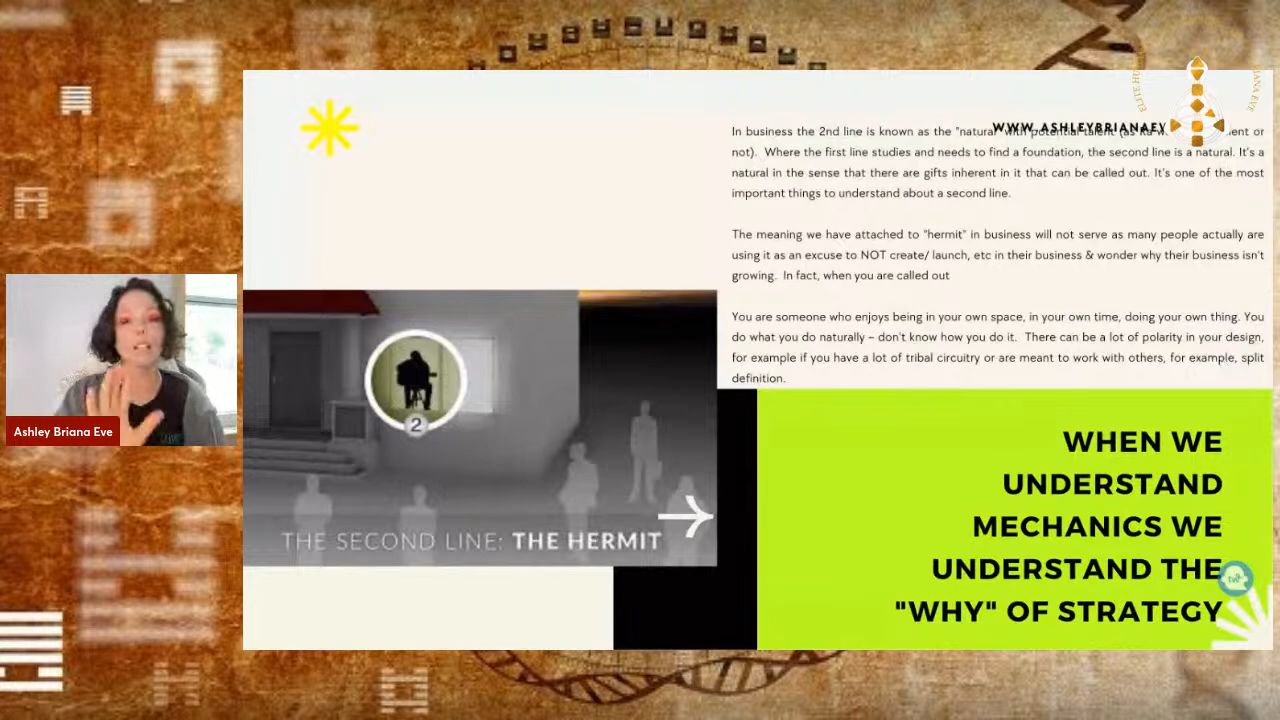 WWW.ASHLEYBRIANAEV
In business the 2nd line is known as the "natural" with potential talent (as Ra w ent or
not). Where the first line studies and needs to find a foundation, the second line is a natural. It's a
natural in the sense that there are gifts inherent in it that can be called out. It's one of the most
important things to understand about a second line.
The meaning we have attached to "hermit" in business will not serve as many people actually are
using it as an excuse to NOT create/ launch, etc in their business & wonder why their business isn't
growing. In fact, when you are called out
You are someone who enjoys being in your own space, in your own time, doing your own thing. You
do what you do naturally – don't know how you do it. There can be a lot of polarity in your design,
for example if you have a lot of tribal circuitry or are meant to work with others, for example, split
definition.
2
THE SECOND LINE: THE HERMIT
Ashley Briana Eve
WHEN WE
UNDERSTAND
MECHANICS WE
UNDERSTAND THE
"WHY" OF STRATEGY